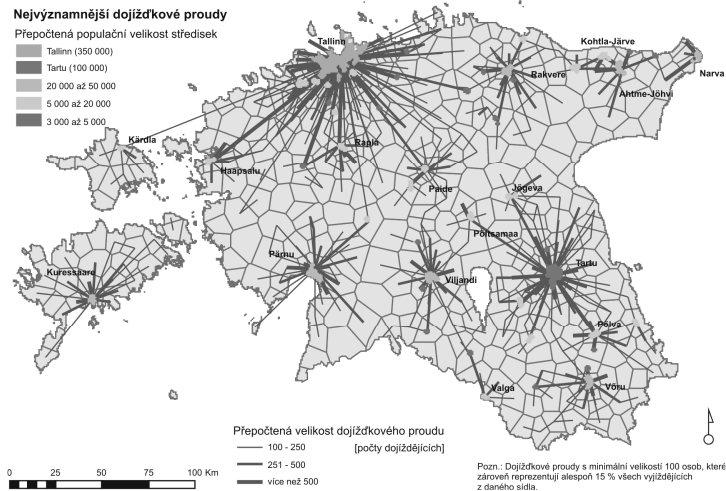 Nejvýznamnější dojížďkové proudy
Přepočtená populační velikost středisek
Tallinn (350 000)
Tartu (100 000)
20 000 až 50 000
5 000 až 20 000
3 000 až 5 000
Tallinn
Kohtla-Järve
Rakvere
Narva
Ahtme-Jõhvi
Kärdla
Rapla
Haapsalu
Paide
Jõgeva
Põltsamaa
Pärnu
Tartu
Kuressaare
Viljandi
Põlva
Valga
Võru
Přepočtená velikost dojížďkového proudu
100 - 250 [počty dojíždějících]
251 - 500
více než 500
0 25 50 75 100 Km
Pozn.: Dojížďkové proudy s minimální velikostí 100 osob, které
zároveň reprezentují alespoň 15 % všech vyjíždějících
z daného sídla.